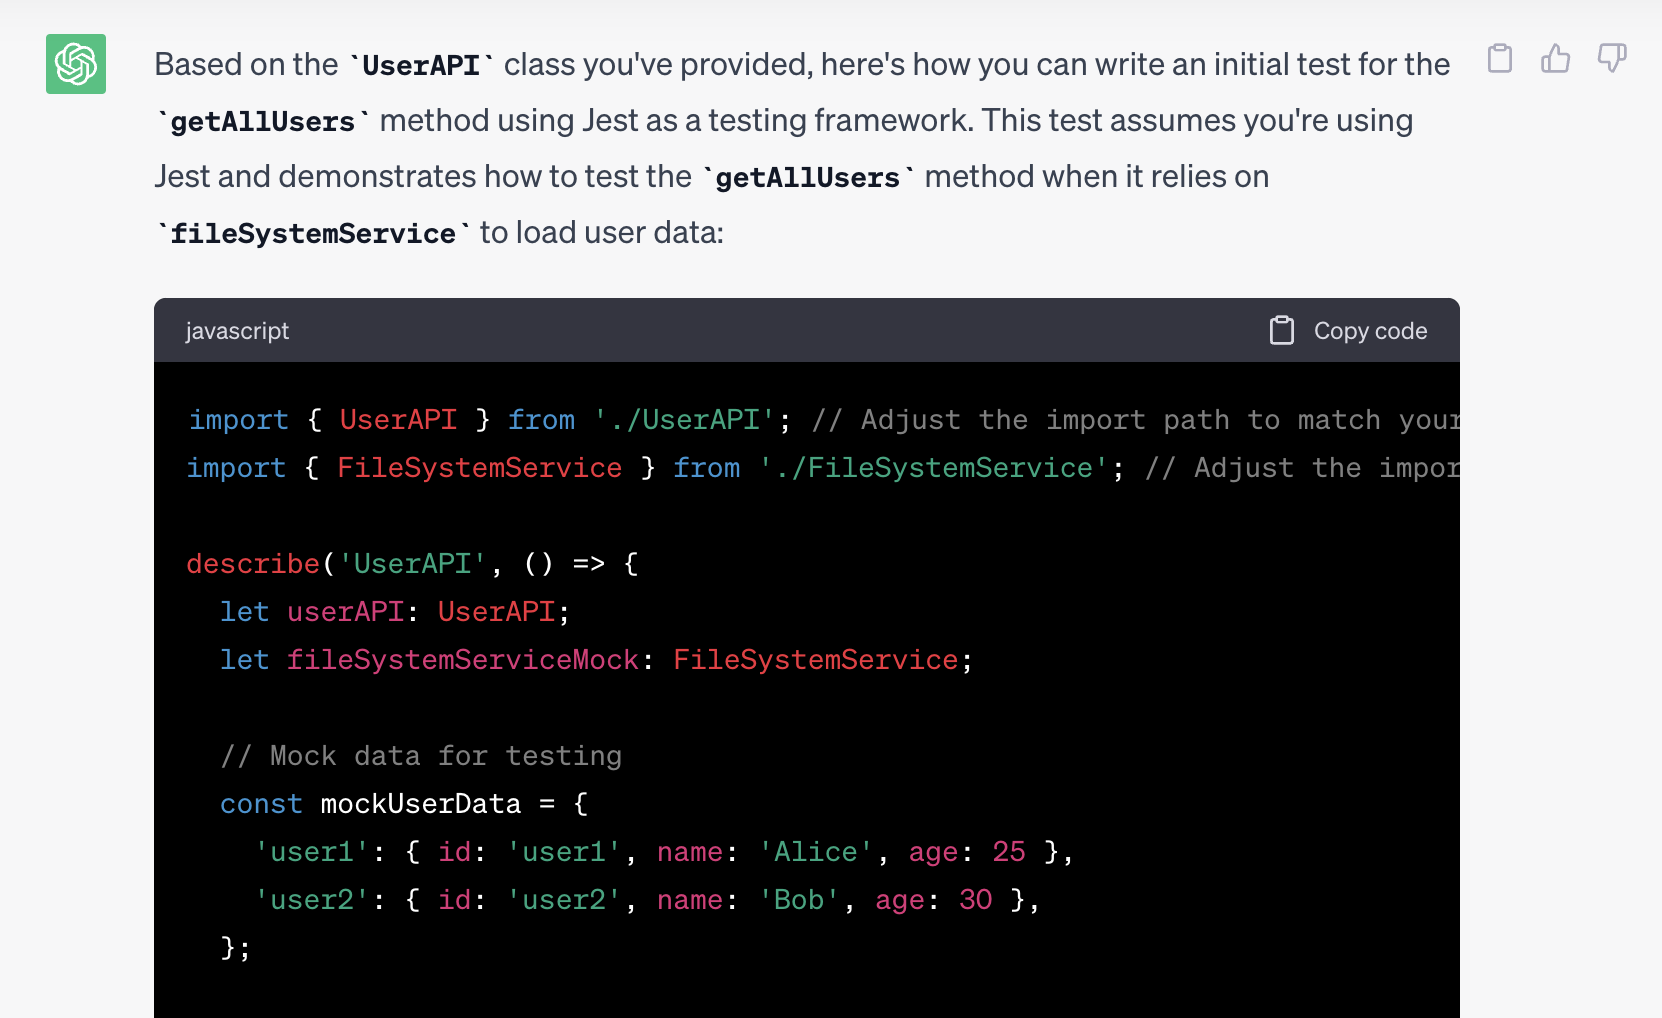 Based on the `UserAPI` class you've provided, here's how you can write an initial test for the
`getAllUsers` method using Jest as a testing framework. This test assumes you're using
Jest and demonstrates how to test the `getAllUsers` method when it relies on
`fileSystemService` to load user data:
javascript
Copy code
import { UserAPI } from './UserAPI'; // Adjust the import path to match your
import { FileSystemService } from './FileSystemService'; // Adjust the impor
describe('UserAPI', () => {
  let userAPI: UserAPI;
  let fileSystemServiceMock: FileSystemService;
  // Mock data for testing
  const mockUserData = {
    'user1': { id: 'user1', name: 'Alice', age: 25 },
    'user2': { id: 'user2', name: 'Bob', age: 30 },
  };